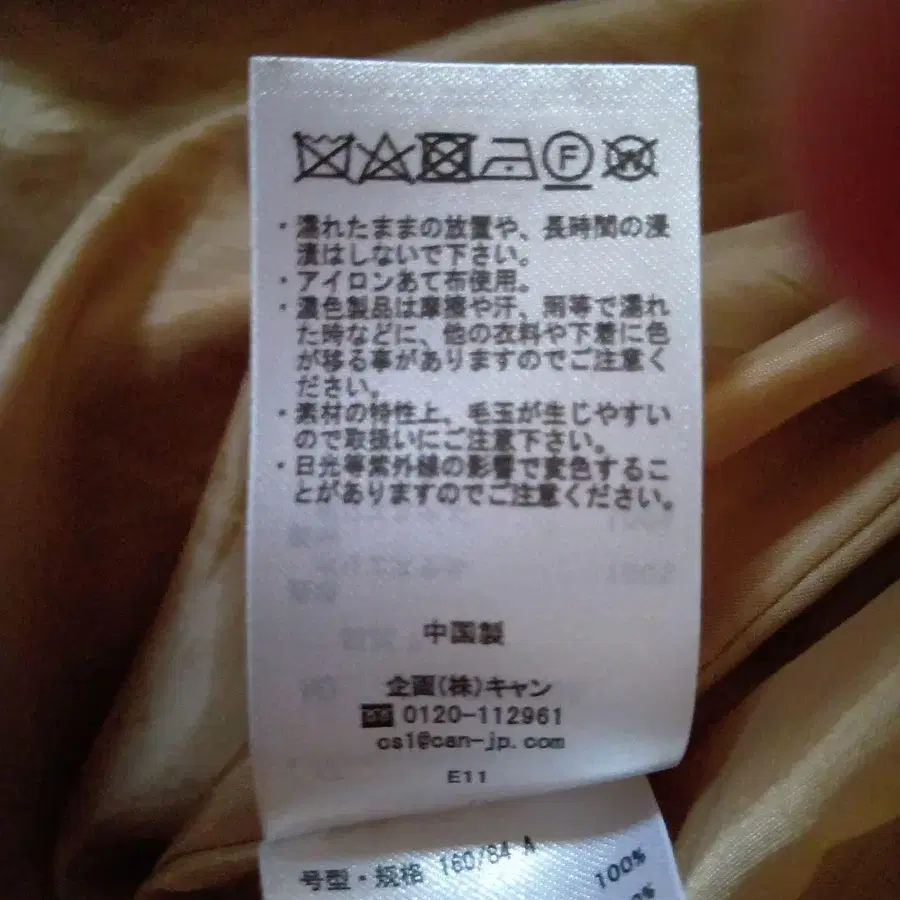 F W
・濡れたままの放置や、長時間の浸
漬はしないで下さい。
・アイロンあて布使用。
・濃色製品は摩擦や汗、雨等で濡れ
た時などに、他の衣料や下着に色
が移る事がありますのでご注意く
ださい。
・素材の特性上、毛玉が生じやすい
ので取扱いにご注意下さい。
・日光等紫外線の影響で変色するこ
とがありますのでご注意ください。
中国製
企画(株)キャン
0120-112961
cs1@can-jp.com
E11
号型・規格 160/84 A
100%